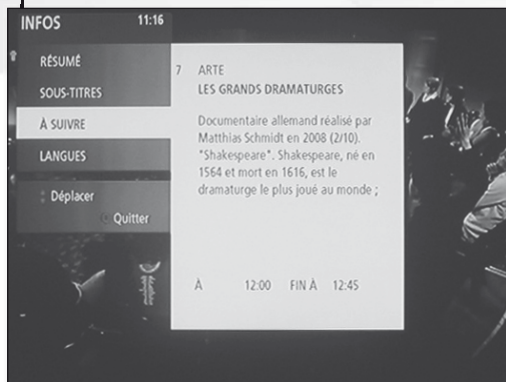 INFOS 11:16
RÉSUMÉ
SOUS-TITRES
À SUIVRE
LANGUES
Déplacer
Quitter
7 ARTE
LES GRANDS DRAMATURGES
Documentaire allemand réalisé par
Matthias Schmidt en 2008 (2/10).
"Shakespeare". Shakespeare, né en
1564 et mort en 1616, est le
dramaturge le plus joué au monde ;
À 12:00 FIN À 12:45